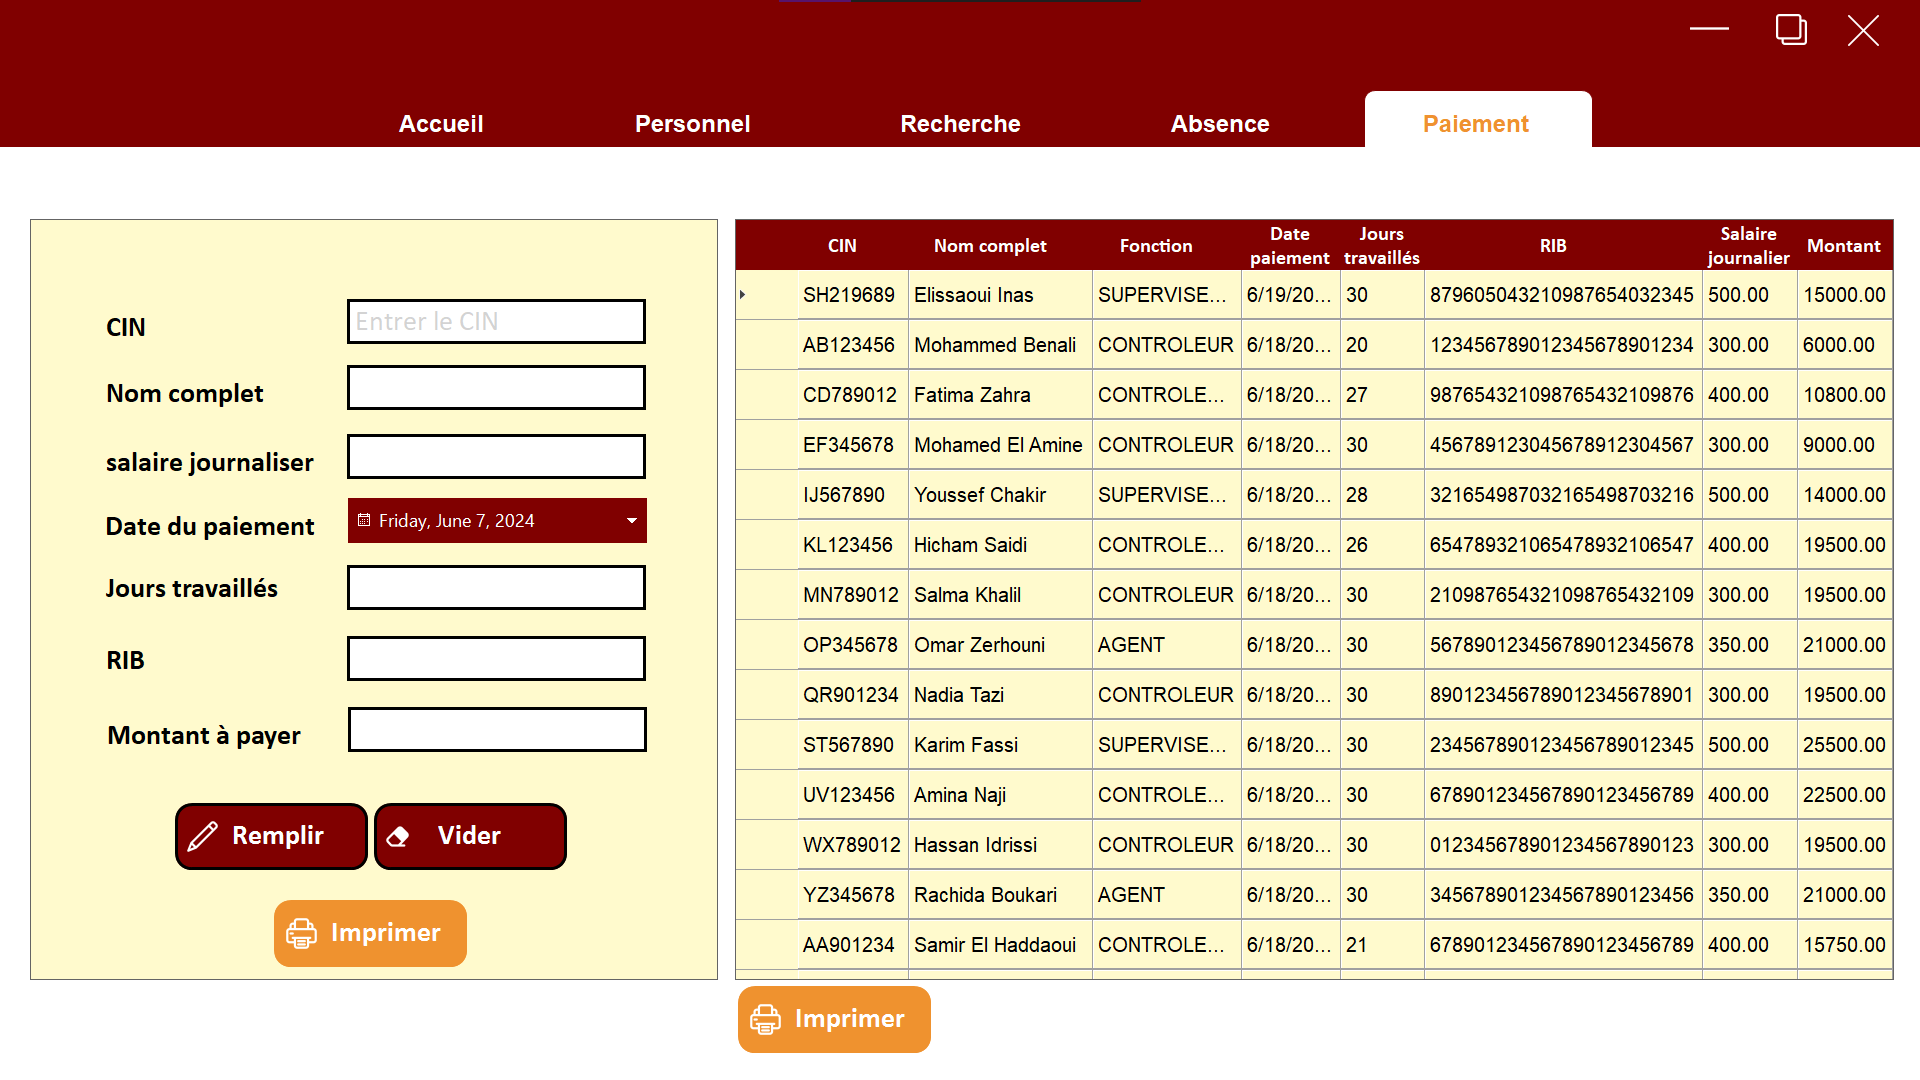 Accueil Personnel Recherche Absence Paiement
CIN Entrer le CIN
Nom complet
salaire journaliser
Date du paiement Friday, June 7, 2024
Jours travaillés
RIB
Montant à payer
Remplir Vider
Imprimer
CIN Nom complet Fonction Date paiement Jours travaillés RIB Salaire journalier Montant
SH219689 Elissaoui Inas SUPERVISE... 6/19/20... 30 879605043210987654032345 500.00 15000.00
AB123456 Mohammed Benali CONTROLEUR 6/18/20... 20 123456789012345678901234 300.00 6000.00
CD789012 Fatima Zahra CONTROLE... 6/18/20... 27 987654321098765432109876 400.00 10800.00
EF345678 Mohamed El Amine CONTROLEUR 6/18/20... 30 456789123045678912304567 300.00 9000.00
IJ567890 Youssef Chakir SUPERVISE... 6/18/20... 28 321654987032165498703216 500.00 14000.00
KL123456 Hicham Saidi CONTROLE... 6/18/20... 26 654789321065478932106547 400.00 19500.00
MN789012 Salma Khalil CONTROLEUR 6/18/20... 30 210987654321098765432109 300.00 19500.00
OP345678 Omar Zerhouni AGENT 6/18/20... 30 567890123456789012345678 350.00 21000.00
QR901234 Nadia Tazi CONTROLEUR 6/18/20... 30 890123456789012345678901 300.00 19500.00
ST567890 Karim Fassi SUPERVISE... 6/18/20... 30 234567890123456789012345 500.00 25500.00
UV123456 Amina Naji CONTROLE... 6/18/20... 30 678901234567890123456789 400.00 22500.00
WX789012 Hassan Idrissi CONTROLEUR 6/18/20... 30 012345678901234567890123 300.00 19500.00
YZ345678 Rachida Boukari AGENT 6/18/20... 30 345678901234567890123456 350.00 21000.00
AA901234 Samir El Haddaoui CONTROLE... 6/18/20... 21 678901234567890123456789 400.00 15750.00
Imprimer